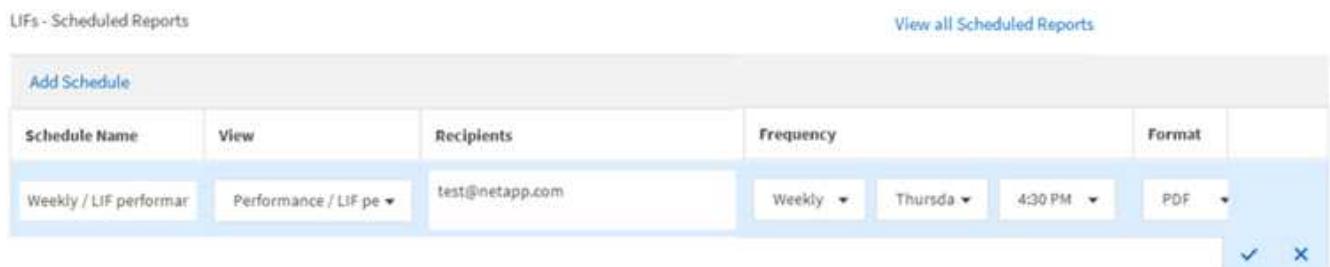 LIFs - Scheduled Reports View all Scheduled Reports
Add Schedule
Schedule Name View Recipients Frequency Format
Weekly / LIF performar Performance / LIF pe test@netapp.com Weekly Thursda 4:30 PM PDF